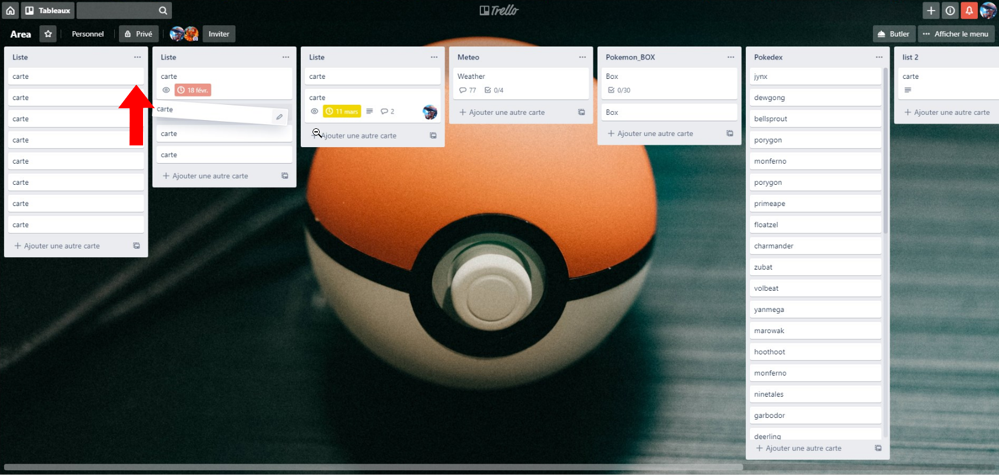 Tableaux
Trello
Area
Personnel
Privé
Inviter
Butler
Afficher le menu
Liste
carte
carte
carte
carte
carte
carte
carte
carte
Ajouter une autre carte
Liste
carte
18 févr.
carte
carte
carte
Ajouter une autre carte
Liste
carte
carte
11 mars
2
Ajouter une autre carte
Meteo
Weather
77 0/4
Ajouter une autre carte
Pokemon_BOX
Box
0/30
Box
Ajouter une autre carte
Pokedex
jynx
dewgong
bellsprout
porygon
monferno
porygon
primeape
floatzel
charmander
zubat
volbeat
yanmega
marowak
hoothoot
monferno
ninetales
garbodor
deerling
Ajouter une autre carte
list 2
carte
Ajouter une autre carte